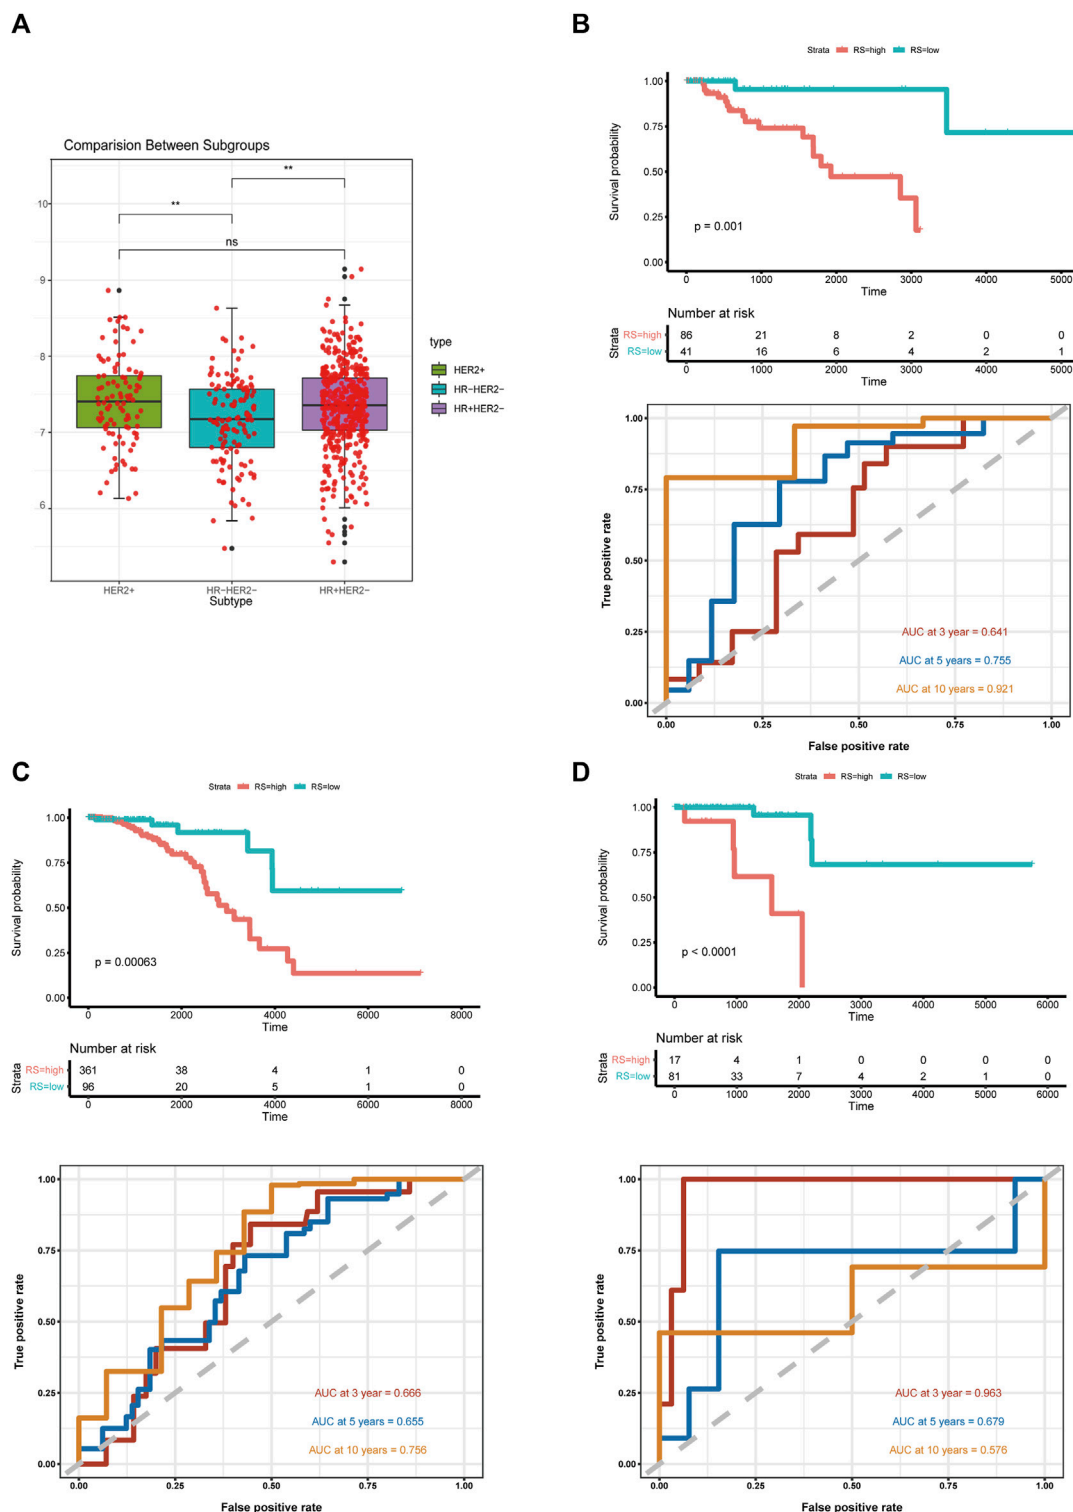 A
Comparision Between Subgroups
**
**
ns
10
9
8
7
6
HER2+
HR−HER2−
HR+HER2−
Subtype
type
HER2+
HR−HER2−
HR+HER2−
B
Strata RS=high RS=low
Survival probability
1.00
0.75
0.50
0.25
0.00
p = 0.001
0 1000 2000 3000 4000 5000
Time
Number at risk
Strata
RS=high 86 21 8 2 0 0
RS=low 41 16 6 4 2 1
0 1000 2000 3000 4000 5000
Time
True positive rate
1.00
0.75
0.50
0.25
0.00
AUC at 3 year = 0.641
AUC at 5 years = 0.755
AUC at 10 years = 0.921
0.00 0.25 0.50 0.75 1.00
False positive rate
C
Strata RS=high RS=low
Survival probability
1.00
0.75
0.50
0.25
0.00
p = 0.00063
0 2000 4000 6000 8000
Time
Number at risk
Strata
RS=high 361 38 4 1 0
RS=low 96 20 5 1 0
0 2000 4000 6000 8000
Time
True positive rate
1.00
0.75
0.50
0.25
0.00
AUC at 3 year = 0.666
AUC at 5 years = 0.655
AUC at 10 years = 0.756
0.00 0.25 0.50 0.75 1.00
False positive rate
D
Strata RS=high RS=low
Survival probability
1.00
0.75
0.50
0.25
0.00
p < 0.0001
0 1000 2000 3000 4000 5000 6000
Time
Number at risk
Strata
RS=high 17 4 1 0 0 0 0
RS=low 81 33 7 4 2 1 0
0 1000 2000 3000 4000 5000 6000
Time
True positive rate
1.00
0.75
0.50
0.25
0.00
AUC at 3 year = 0.963
AUC at 5 years = 0.679
AUC at 10 years = 0.576
0.00 0.25 0.50 0.75 1.00
False positive rate